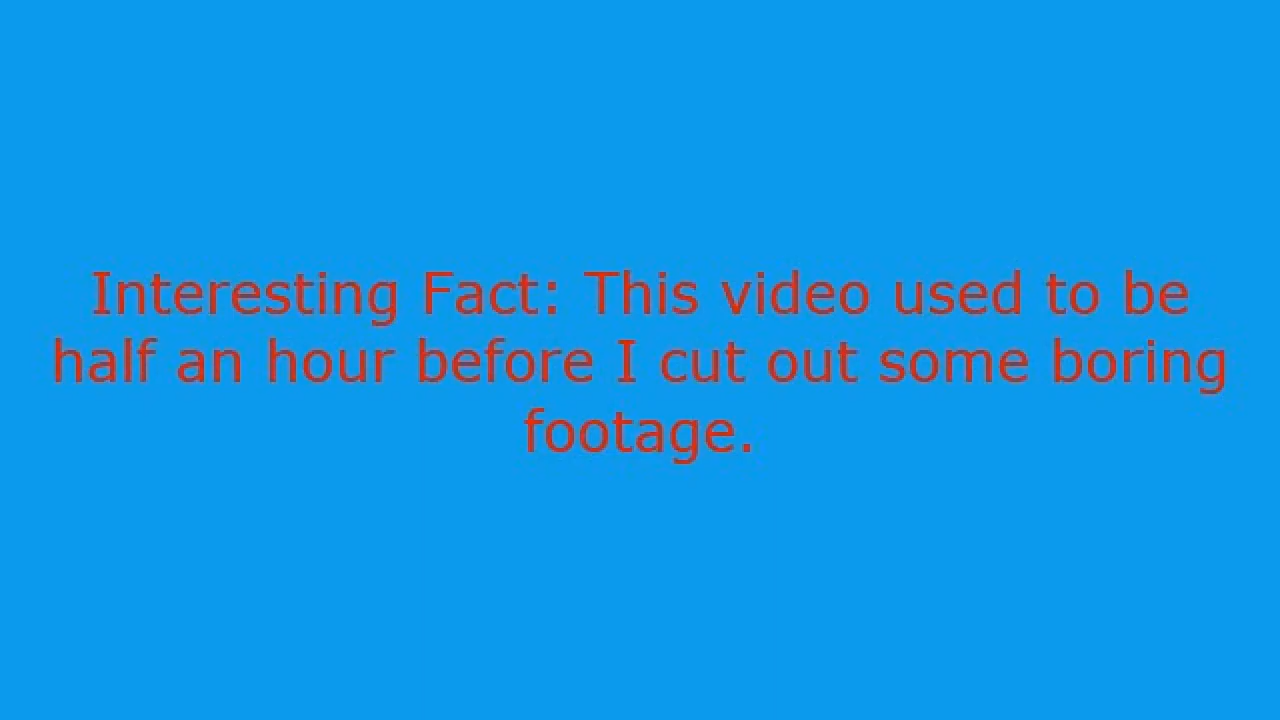 Interesting Fact: This video used to be
half an hour before I cut out some boring
footage.